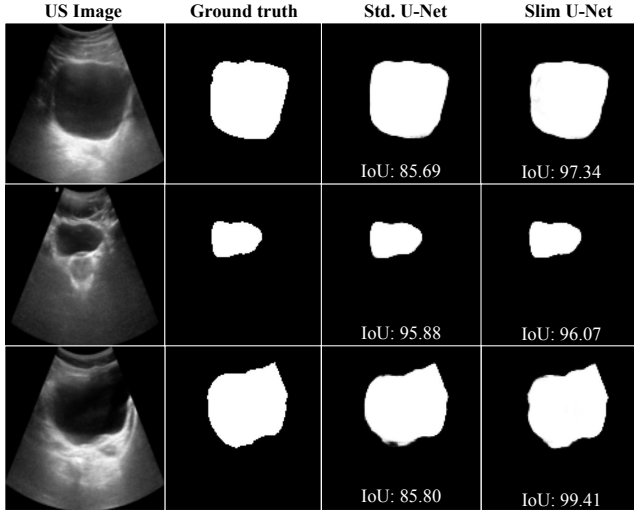 US Image Ground truth Std. U-Net Slim U-Net
IoU: 85.69 IoU: 97.34
IoU: 95.88 IoU: 96.07
IoU: 85.80 IoU: 99.41